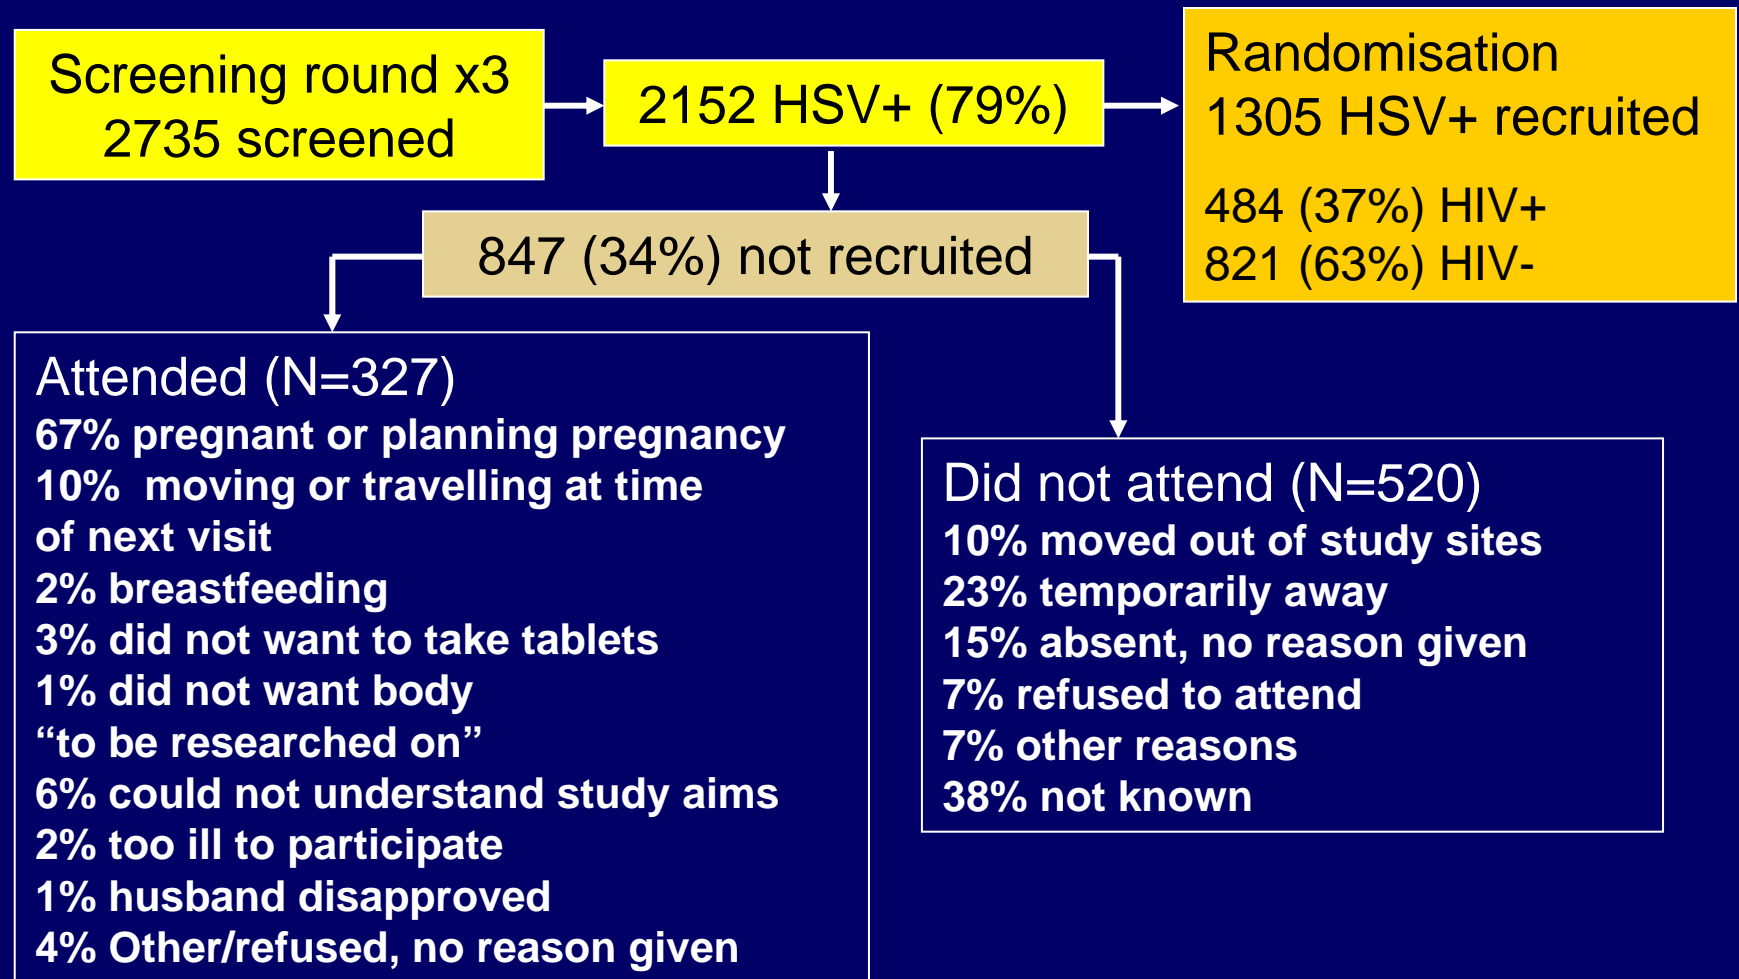 Screening round x3
2735 screened
2152 HSV+ (79%)
Randomisation
1305 HSV+ recruited
484 (37%) HIV+
821 (63%) HIV-
847 (34%) not recruited
Attended (N=327)
67% pregnant or planning pregnancy
10% moving or travelling at time
of next visit
2% breastfeeding
3% did not want to take tablets
1% did not want body
“to be researched on”
6% could not understand study aims
2% too ill to participate
1% husband disapproved
4% Other/refused, no reason given
Did not attend (N=520)
10% moved out of study sites
23% temporarily away
15% absent, no reason given
7% refused to attend
7% other reasons
38% not known